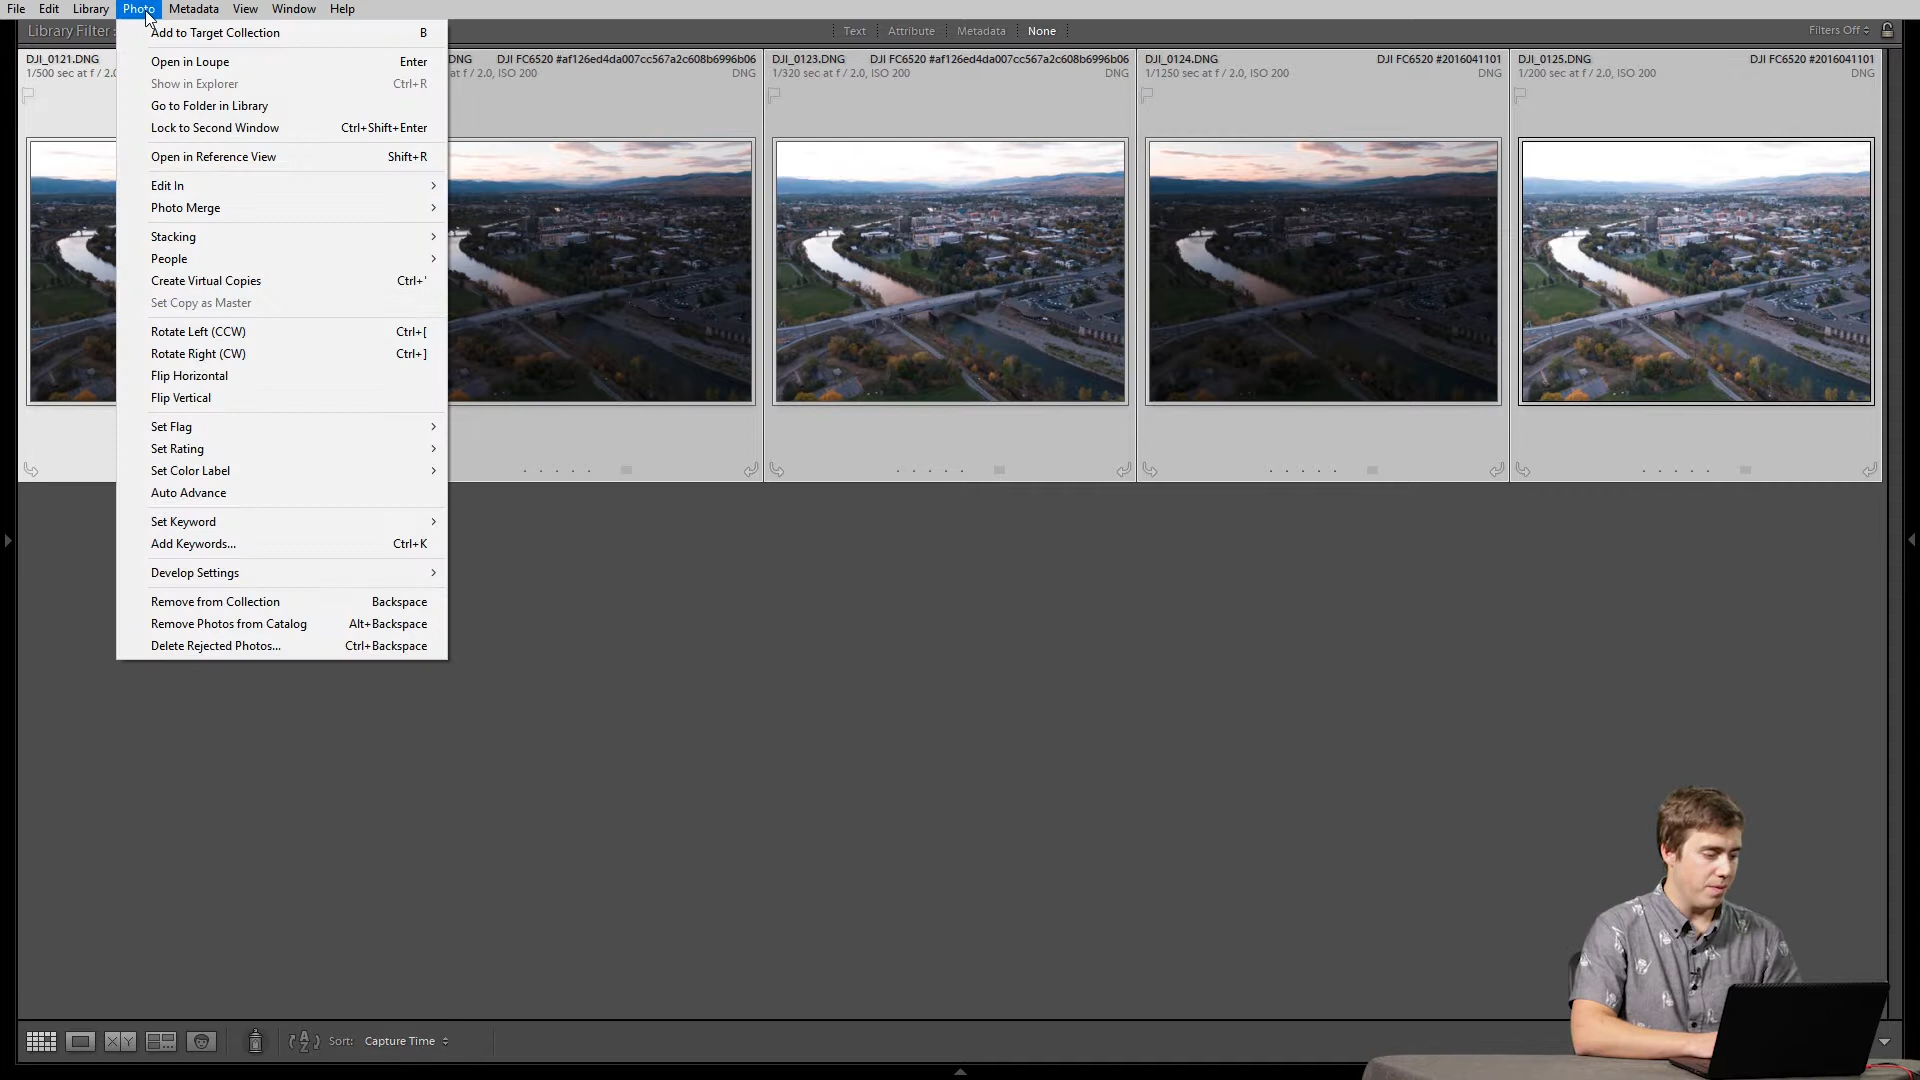 File Edit Library Photo Metadata View Window Help
Library Filter : Text Attribute Metadata None Filters Off
Add to Target Collection B
Open in Loupe Enter
Show in Explorer Ctrl+R
Go to Folder in Library
Lock to Second Window Ctrl+Shift+Enter
Open in Reference View Shift+R
Edit In
Photo Merge
Stacking
People
Create Virtual Copies Ctrl+'
Set Copy as Master
Rotate Left (CCW) Ctrl+[
Rotate Right (CW) Ctrl+]
Flip Horizontal
Flip Vertical
Set Flag
Set Rating
Set Color Label
Auto Advance
Set Keyword
Add Keywords... Ctrl+K
Develop Settings
Remove from Collection Backspace
Remove Photos from Catalog Alt+Backspace
Delete Rejected Photos... Ctrl+Backspace
DJI_0121.DNG
1/500 sec at f / 2.0
DNG DJI FC6520 #af126ed4da007cc567a2c608b6996b06
at f / 2.0, ISO 200 DNG
DJI_0123.DNG DJI FC6520 #af126ed4da007cc567a2c608b6996b06
1/320 sec at f / 2.0, ISO 200 DNG
DJI_0124.DNG DJI FC6520 #2016041101
1/1250 sec at f / 2.0, ISO 200 DNG
DJI_0125.DNG DJI FC6520 #2016041101
1/200 sec at f / 2.0, ISO 200 DNG
XY AZ Sort: Capture Time